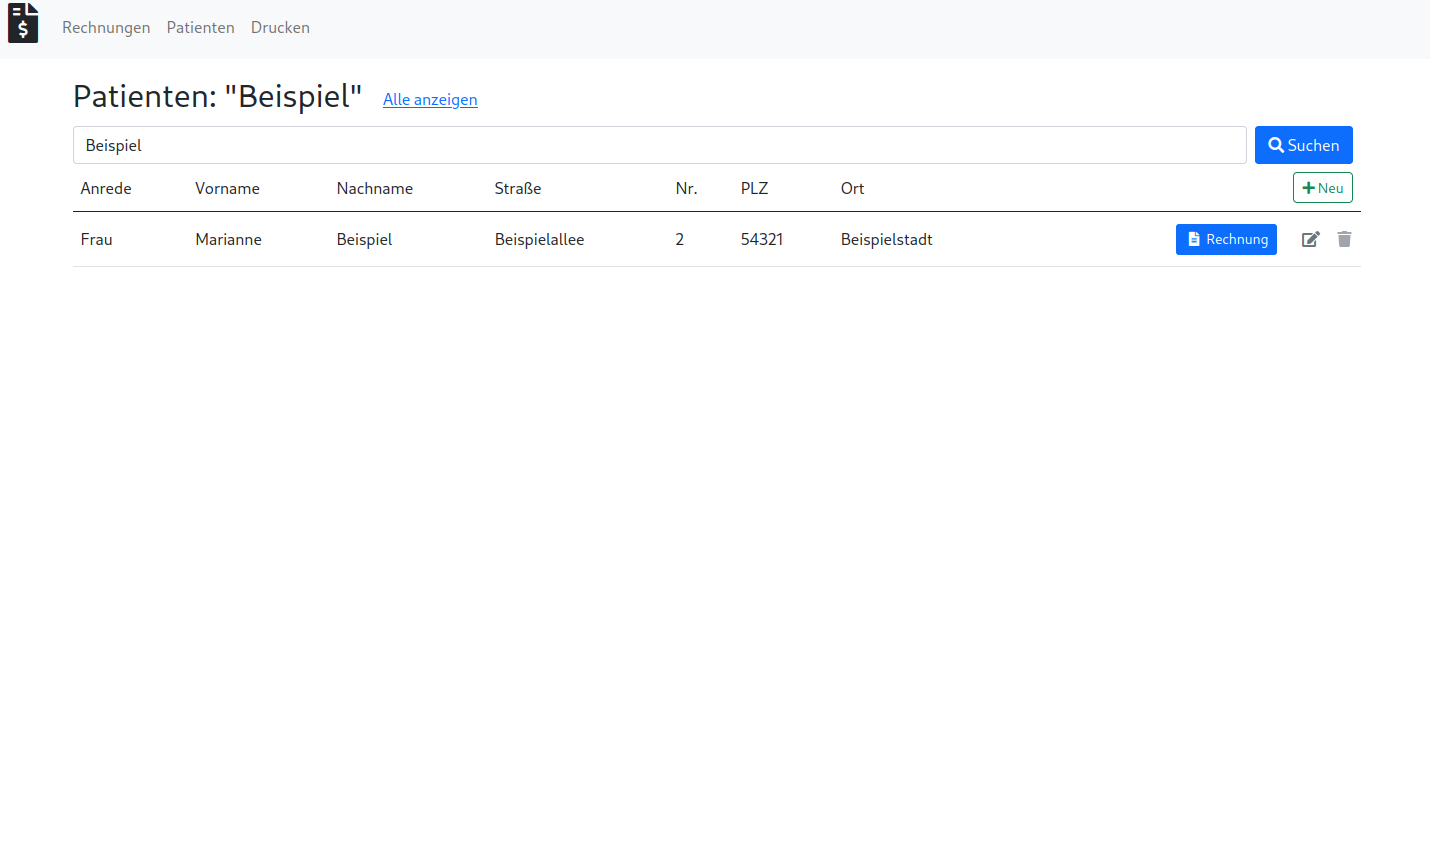 $
Rechnungen Patienten Drucken
Patienten: "Beispiel" Alle anzeigen
Beispiel Suchen
Anrede Vorname Nachname Straße Nr. PLZ Ort Neu
Frau Marianne Beispiel Beispielallee 2 54321 Beispielstadt Rechnung